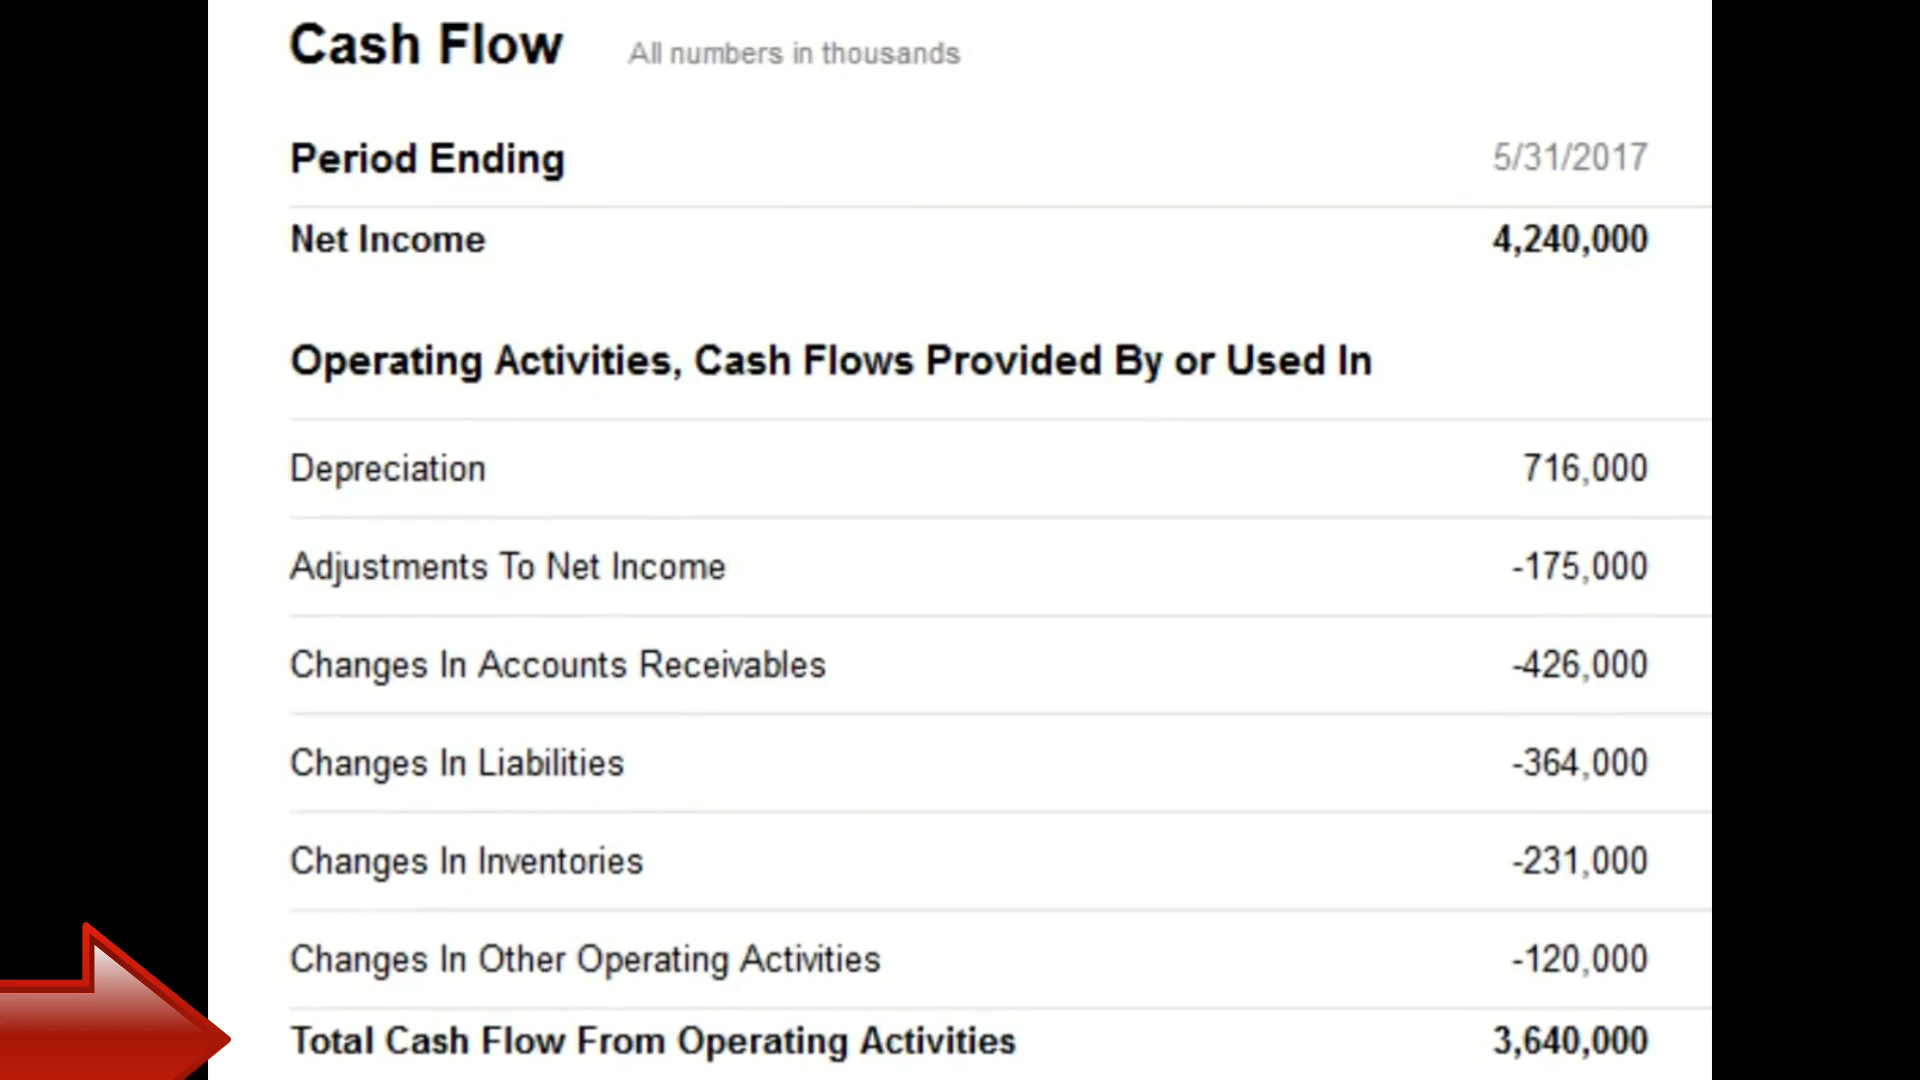 Cash Flow All numbers in thousands
Period Ending 5/31/2017
Net Income 4,240,000
Operating Activities, Cash Flows Provided By or Used In
Depreciation 716,000
Adjustments To Net Income -175,000
Changes In Accounts Receivables -426,000
Changes In Liabilities -364,000
Changes In Inventories -231,000
Changes In Other Operating Activities -120,000
Total Cash Flow From Operating Activities 3,640,000